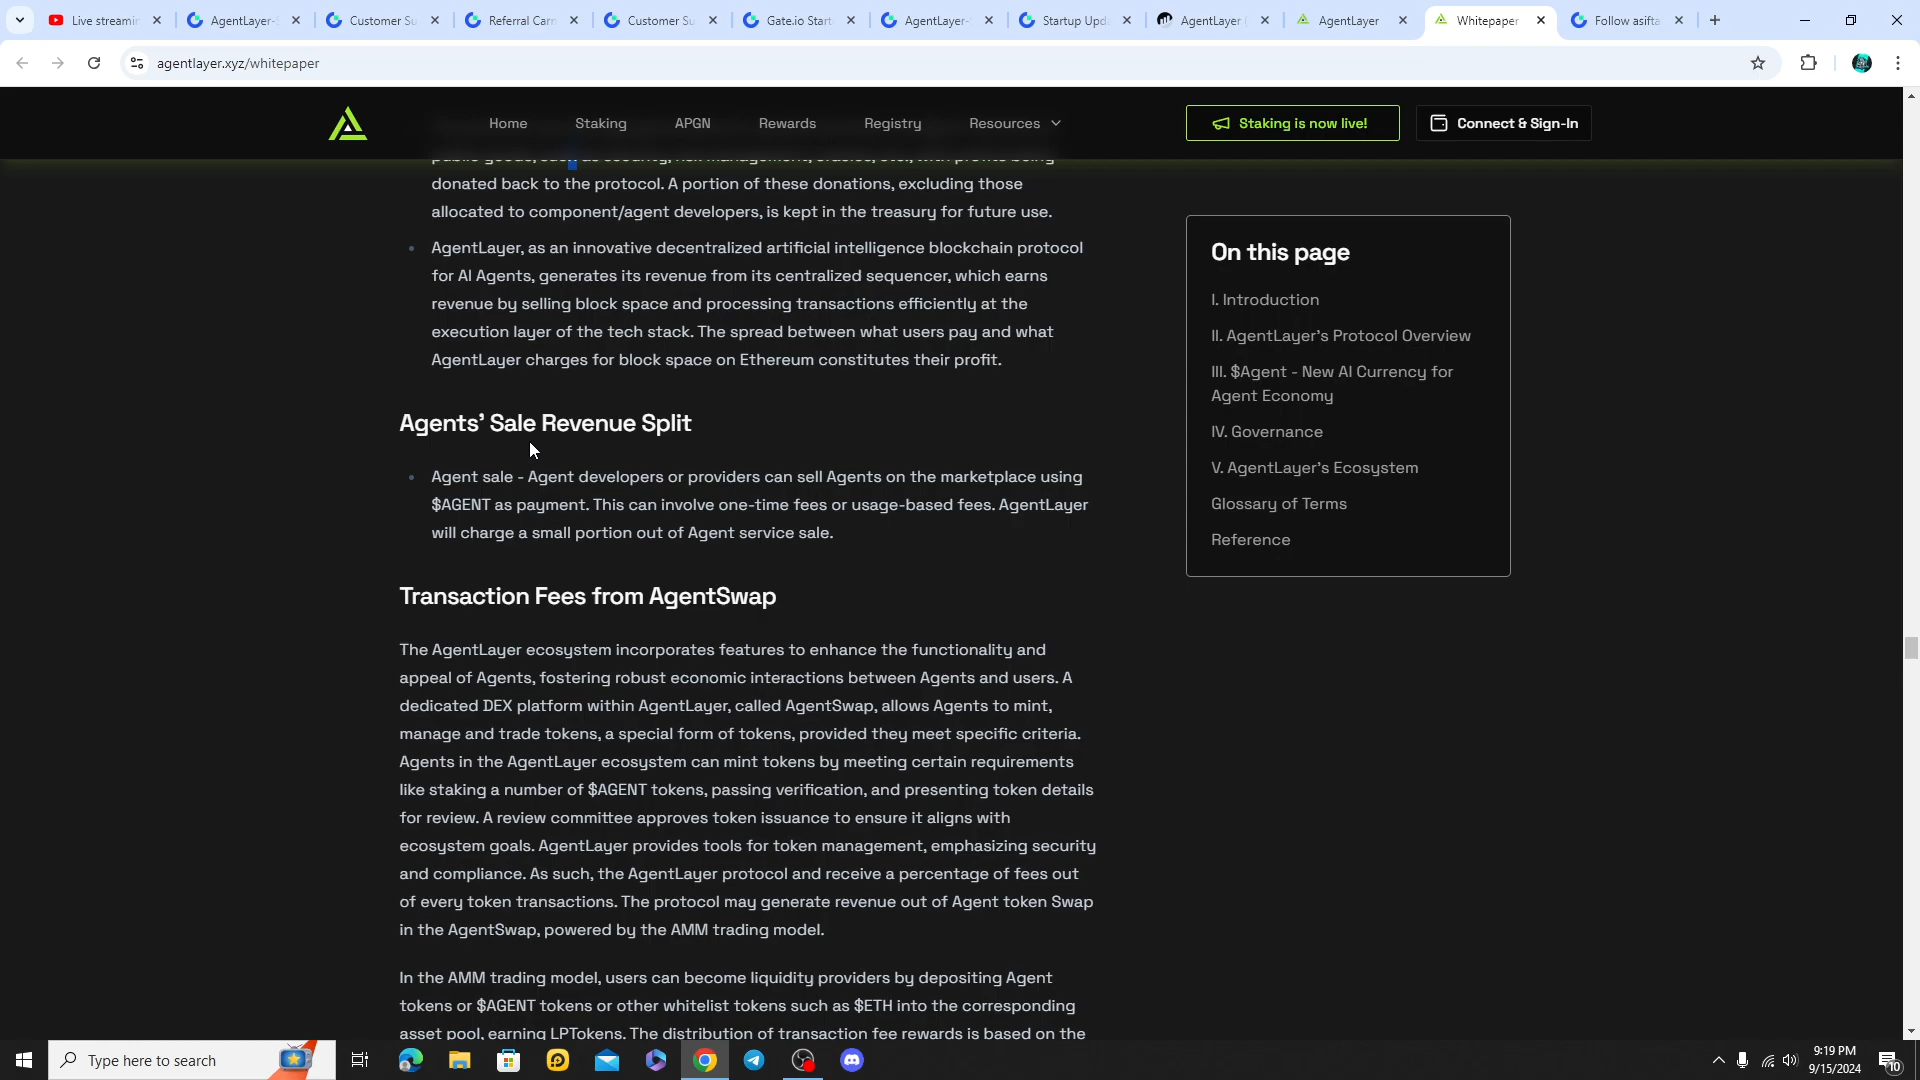 Live streamin
AgentLayer-
Customer Su
Referral Carn
Customer Su
Gate.io Start
AgentLayer-
Startup Upda
AgentLayer (
AgentLayer
Whitepaper
Follow asifta
agentlayer.xyz/whitepaper
Home
Staking
APGN
Rewards
Registry
Resources
Staking is now live!
Connect & Sign-In
public goods, such as security, risk management, oracles, etc., with profits being
donated back to the protocol. A portion of these donations, excluding those
allocated to component/agent developers, is kept in the treasury for future use.
• AgentLayer, as an innovative decentralized artificial intelligence blockchain protocol
for AI Agents, generates its revenue from its centralized sequencer, which earns
revenue by selling block space and processing transactions efficiently at the
execution layer of the tech stack. The spread between what users pay and what
AgentLayer charges for block space on Ethereum constitutes their profit.
Agents' Sale Revenue Split
• Agent sale - Agent developers or providers can sell Agents on the marketplace using
$AGENT as payment. This can involve one-time fees or usage-based fees. AgentLayer
will charge a small portion out of Agent service sale.
Transaction Fees from AgentSwap
The AgentLayer ecosystem incorporates features to enhance the functionality and
appeal of Agents, fostering robust economic interactions between Agents and users. A
dedicated DEX platform within AgentLayer, called AgentSwap, allows Agents to mint,
manage and trade tokens, a special form of tokens, provided they meet specific criteria.
Agents in the AgentLayer ecosystem can mint tokens by meeting certain requirements
like staking a number of $AGENT tokens, passing verification, and presenting token details
for review. A review committee approves token issuance to ensure it aligns with
ecosystem goals. AgentLayer provides tools for token management, emphasizing security
and compliance. As such, the AgentLayer protocol and receive a percentage of fees out
of every token transactions. The protocol may generate revenue out of Agent token Swap
in the AgentSwap, powered by the AMM trading model.
In the AMM trading model, users can become liquidity providers by depositing Agent
tokens or $AGENT tokens or other whitelist tokens such as $ETH into the corresponding
asset pool, earning LPTokens. The distribution of transaction fee rewards is based on the
On this page
I. Introduction
II. AgentLayer's Protocol Overview
III. $Agent - New AI Currency for
Agent Economy
IV. Governance
V. AgentLayer's Ecosystem
Glossary of Terms
Reference
Type here to search
9:19 PM
9/15/2024
10